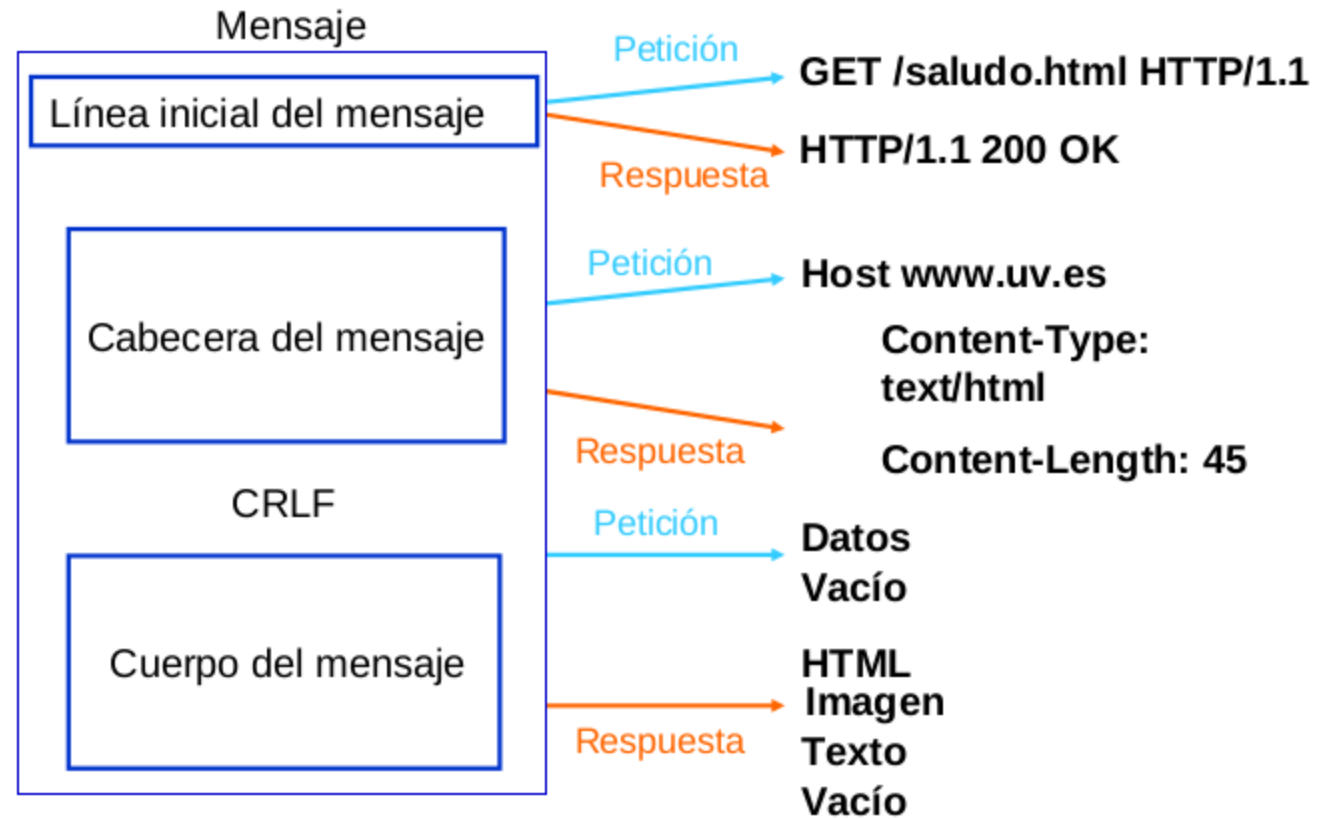 Mensaje
Línea inicial del mensaje
Petición
GET /saludo.html HTTP/1.1
Respuesta
HTTP/1.1 200 OK
Cabecera del mensaje
Petición
Host www.uv.es
Respuesta
Content-Type:
text/html
Content-Length: 45
CRLF
Cuerpo del mensaje
Petición
Datos
Vacío
Respuesta
HTML
Imagen
Texto
Vacío